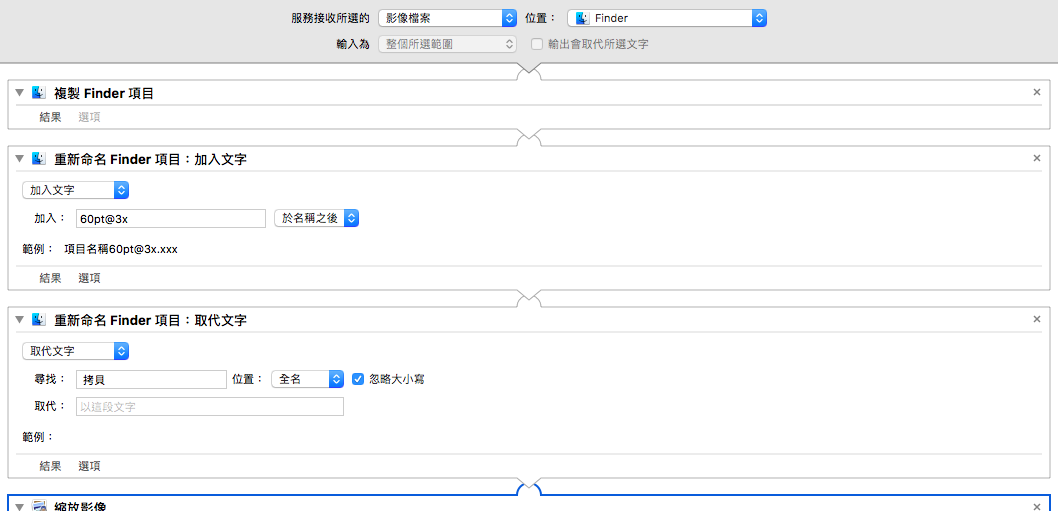 服務接收所選的 影像檔案 位置： Finder
輸入為 整個所選範圍 輸出會取代所選文字
複製 Finder 項目
結果 選項
重新命名 Finder 項目：加入文字
加入文字
加入： 60pt@3x 於名稱之後
範例： 項目名稱60pt@3x.xxx
結果 選項
重新命名 Finder 項目：取代文字
取代文字
尋找： 拷貝 位置： 全名 忽略大小寫
取代： 以這段文字
範例：
結果 選項
縮放影像